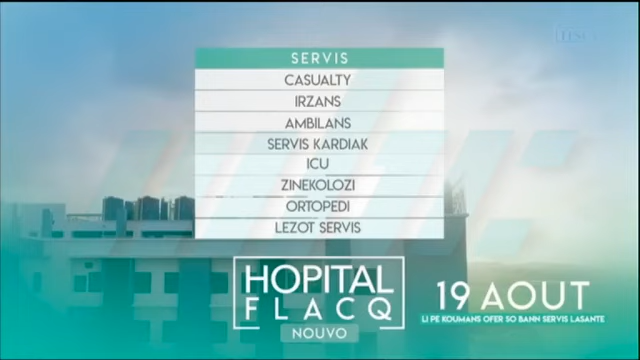 SERVIS
CASUALTY
IRZANS
AMBILANS
SERVIS KARDIAK
ICU
ZINEKOLOZI
ORTOPEDI
LEZOT SERVIS
HOPITAL
FLACQ
NOUVO
19 AOUT
LI PE KOUMANS OFER SO BANN SERVIS LASANTE